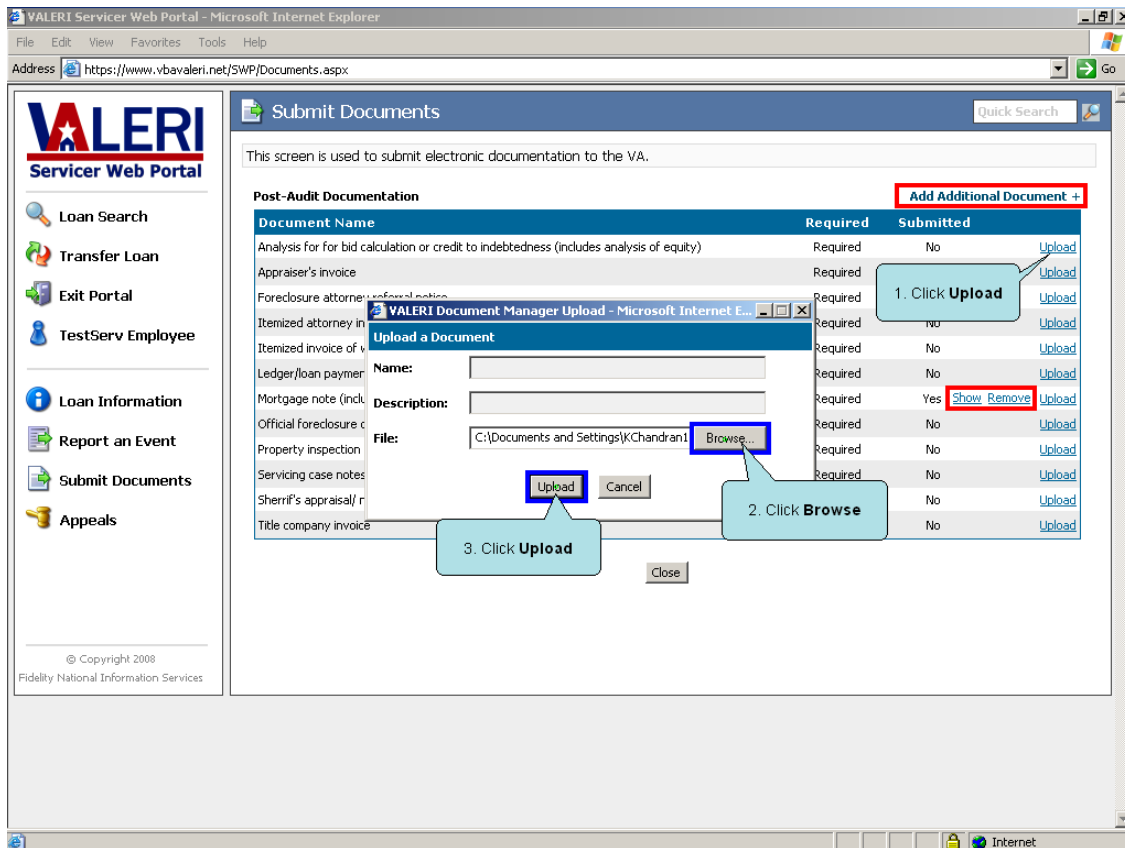 VALERI Servicer Web Portal - Microsoft Internet Explorer
File Edit View Favorites Tools Help
Address https://www.vbavaleri.net/SWP/Documents.aspx Go
VALERI
Servicer Web Portal
Loan Search
Transfer Loan
Exit Portal
TestServ Employee
Loan Information
Report an Event
Submit Documents
Appeals
© Copyright 2008
Fidelity National Information Services
Submit Documents Quick Search
This screen is used to submit electronic documentation to the VA.
Post-Audit Documentation Add Additional Document +
Document Name Required Submitted
Analysis for for bid calculation or credit to indebtedness (includes analysis of equity) Required No Upload
Appraiser's invoice Required Upload
Foreclosure attorney referral notice Required Upload
Itemized attorney in Required No Upload
Itemized invoice of Required No Upload
Ledger/loan paymen Required No Upload
Mortgage note (inclu Required Yes Show Remove Upload
Official foreclosure Required No Upload
Property inspection Required No Upload
Servicing case notes Required No Upload
Sherrif's appraisal/ No Upload
Title company invoice No Upload
Close
VALERI Document Manager Upload - Microsoft Internet E...
Upload a Document
Name:
Description:
File: C:\Documents and Settings\KChandran1 Browse...
Upload Cancel
1. Click Upload
2. Click Browse
3. Click Upload
Internet